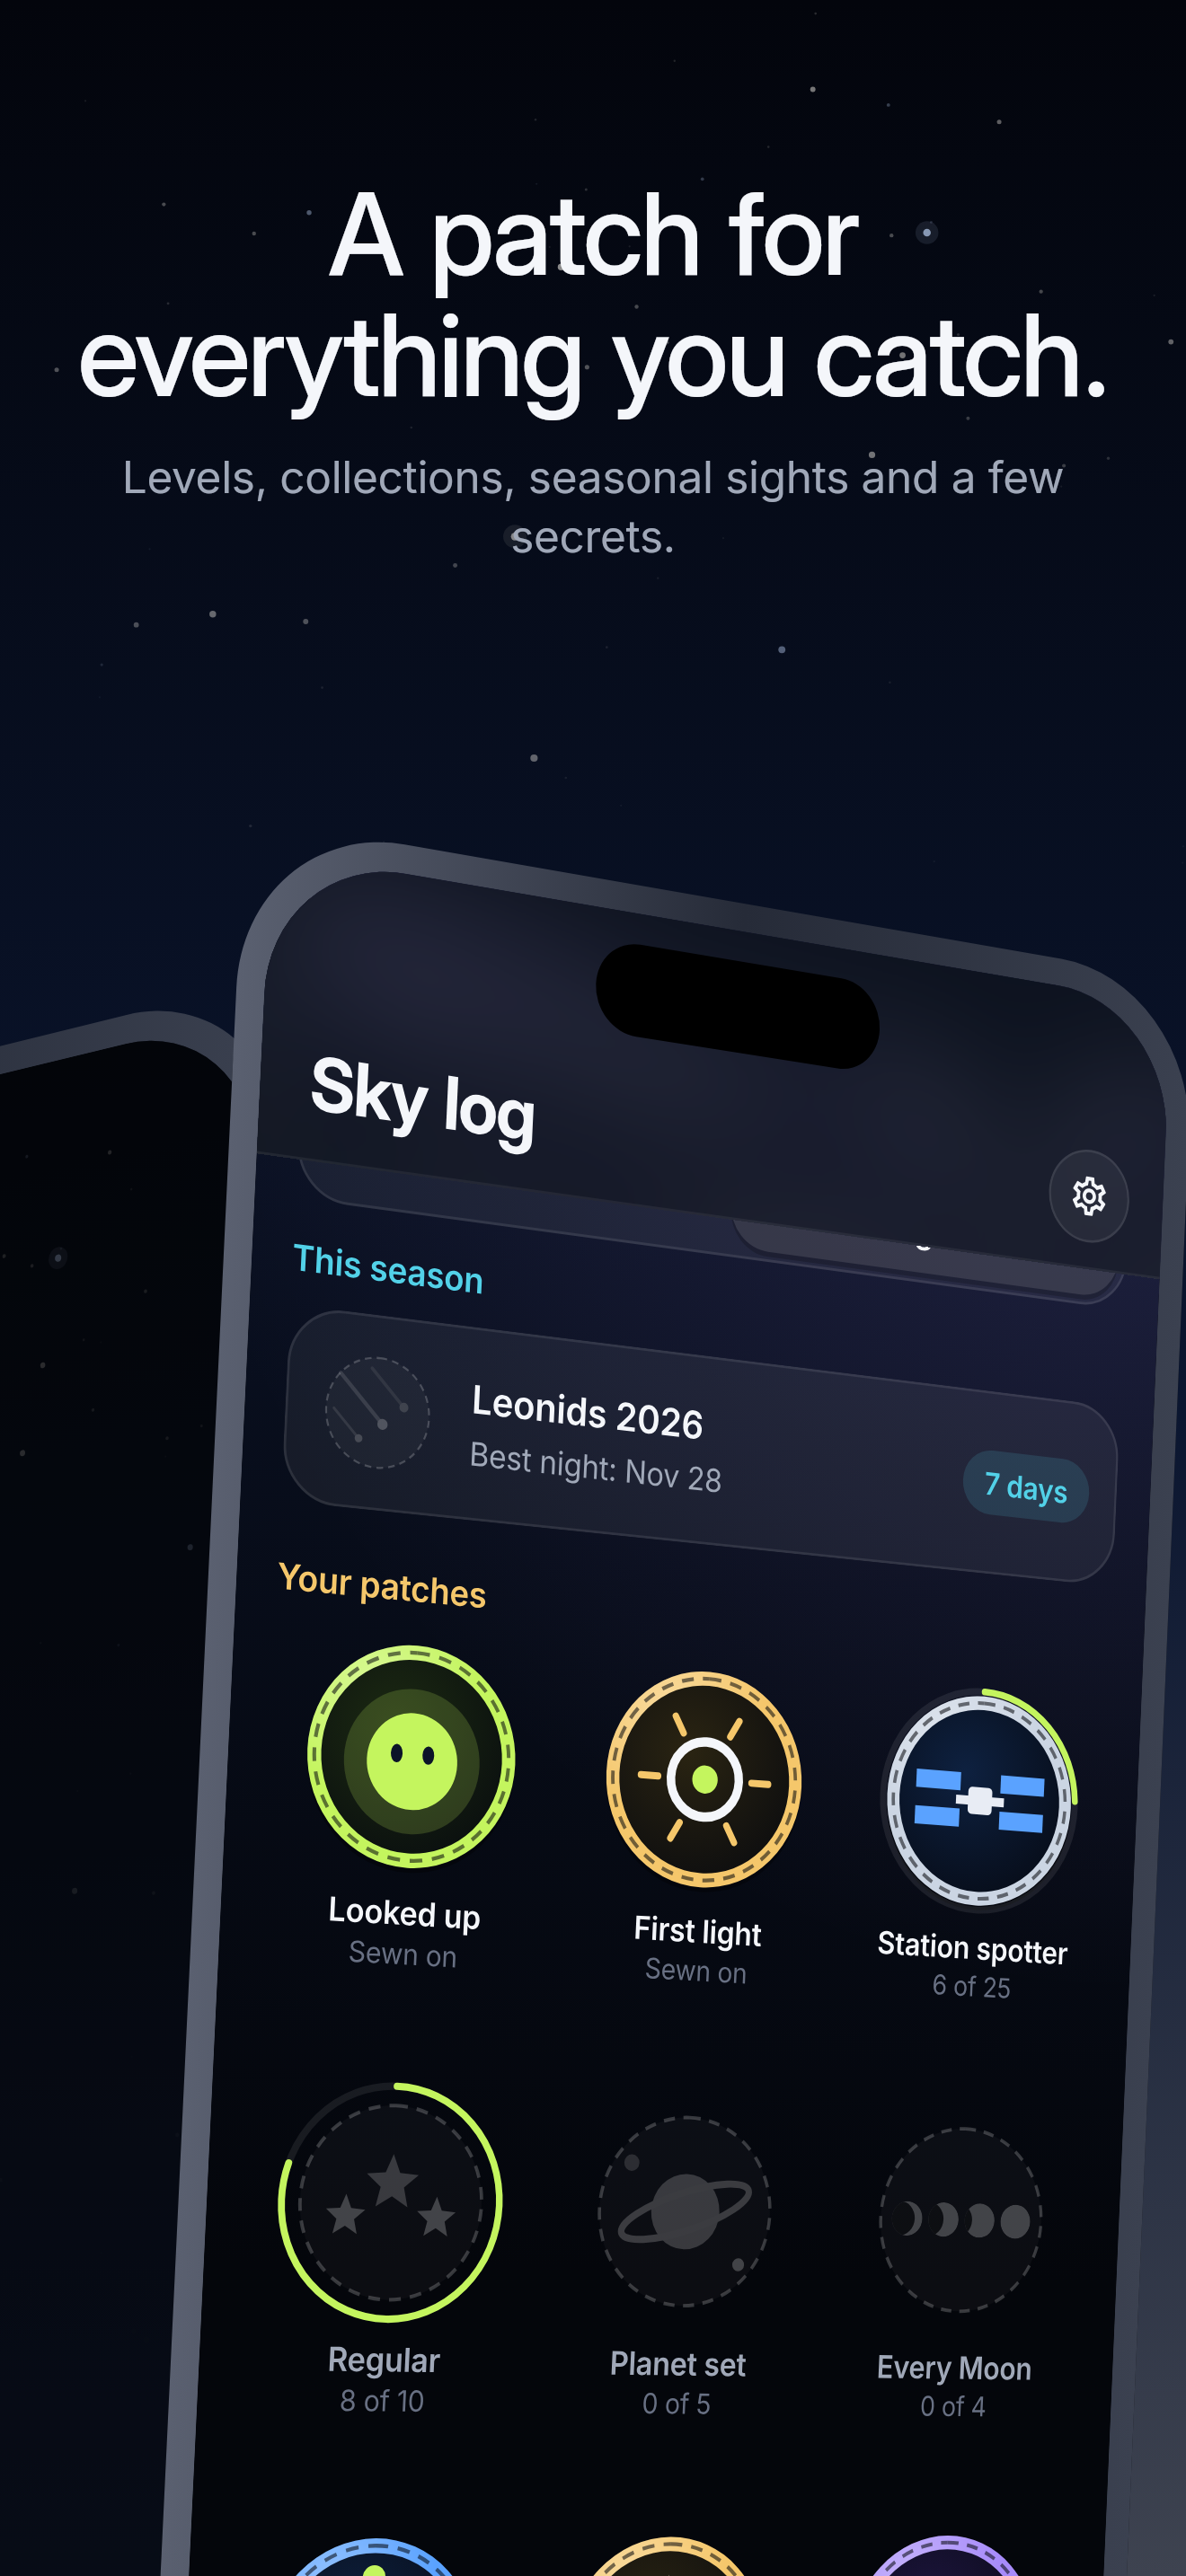 A patch for
everything you catch.
Levels, collections, seasonal sights and a few
secrets.
Sky log
This season
Leonids 2026
Best night: Nov 28
7 days
Your patches
Looked up
Sewn on
First light
Sewn on
Station spotter
6 of 25
Regular
8 of 10
Planet set
0 of 5
Every Moon
0 of 4